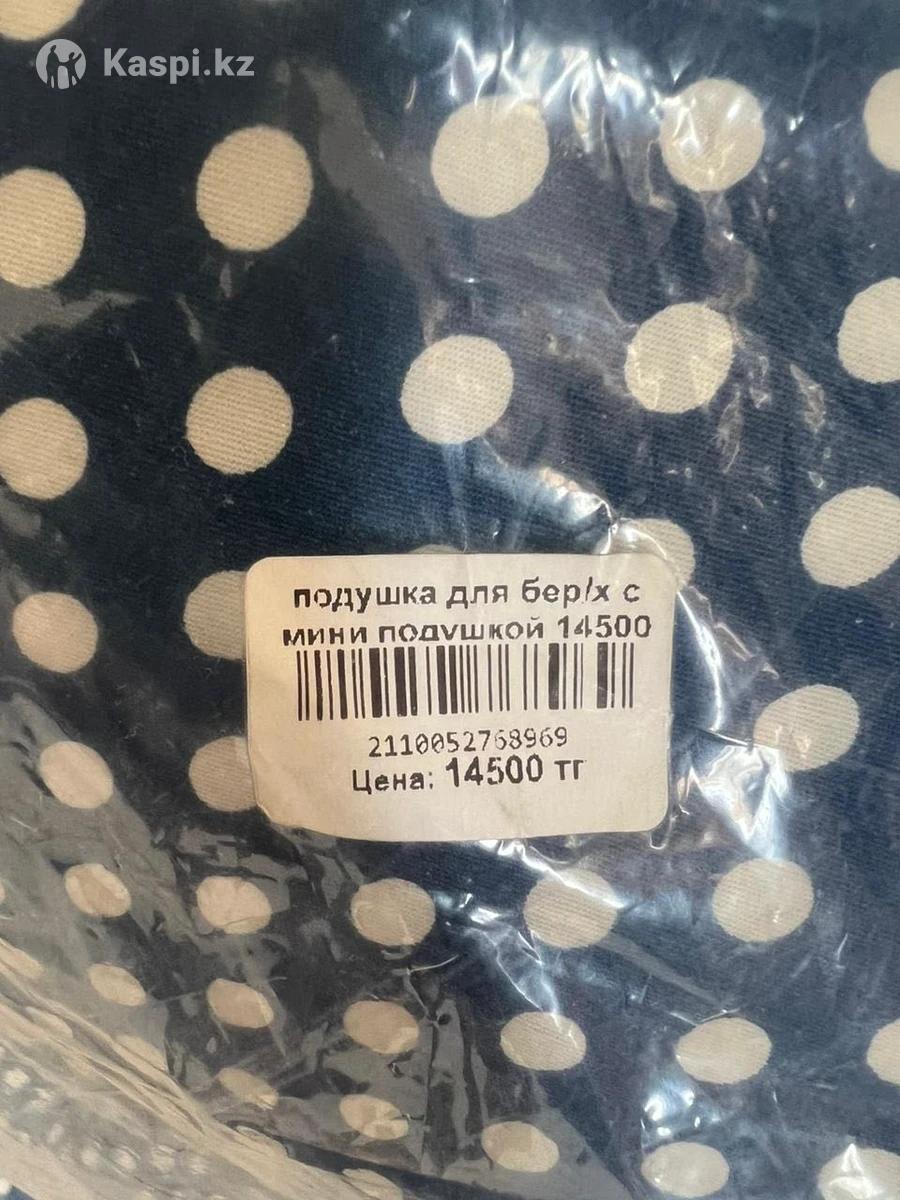 Kaspi.kz
подушка для бер/х с
мини подушкой 14500
2110052768969
Цена: 14500 тг